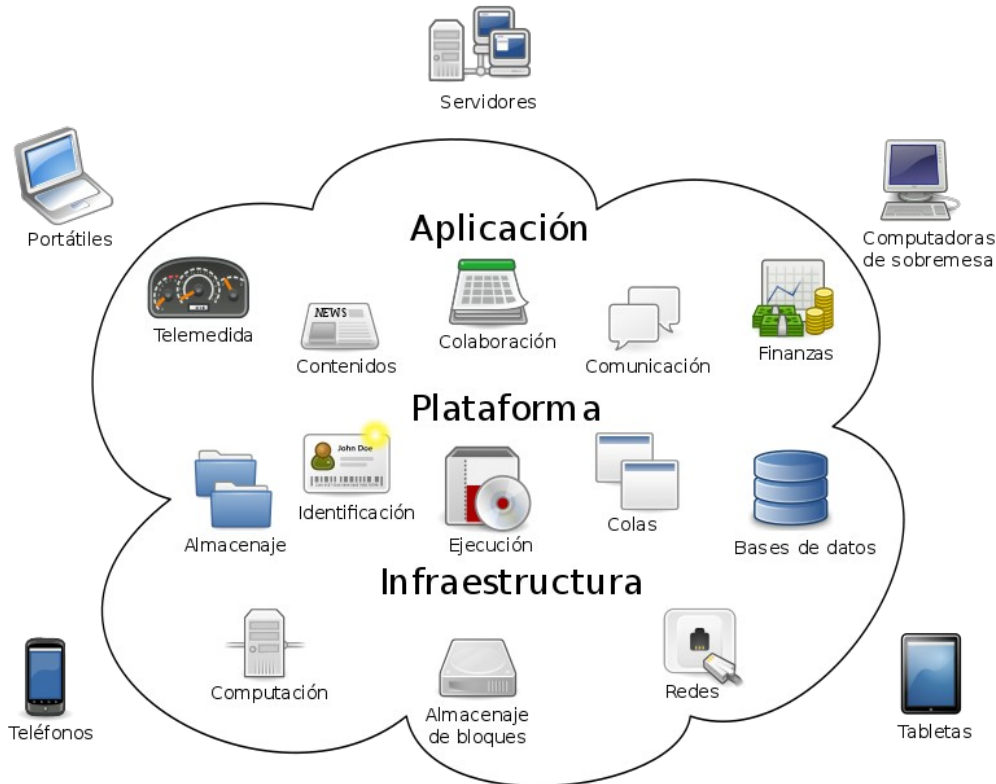 Servidores
Portátiles
Computadoras
de sobremesa
Aplicación
Telemedida
NEWS
Contenidos
Colaboración
Comunicación
Finanzas
Plataforma
Almacenaje
John Doe
Identificación
Ejecución
Colas
Bases de datos
Infraestructura
Computación
Almacenaje
de bloques
Redes
Teléfonos
Tabletas